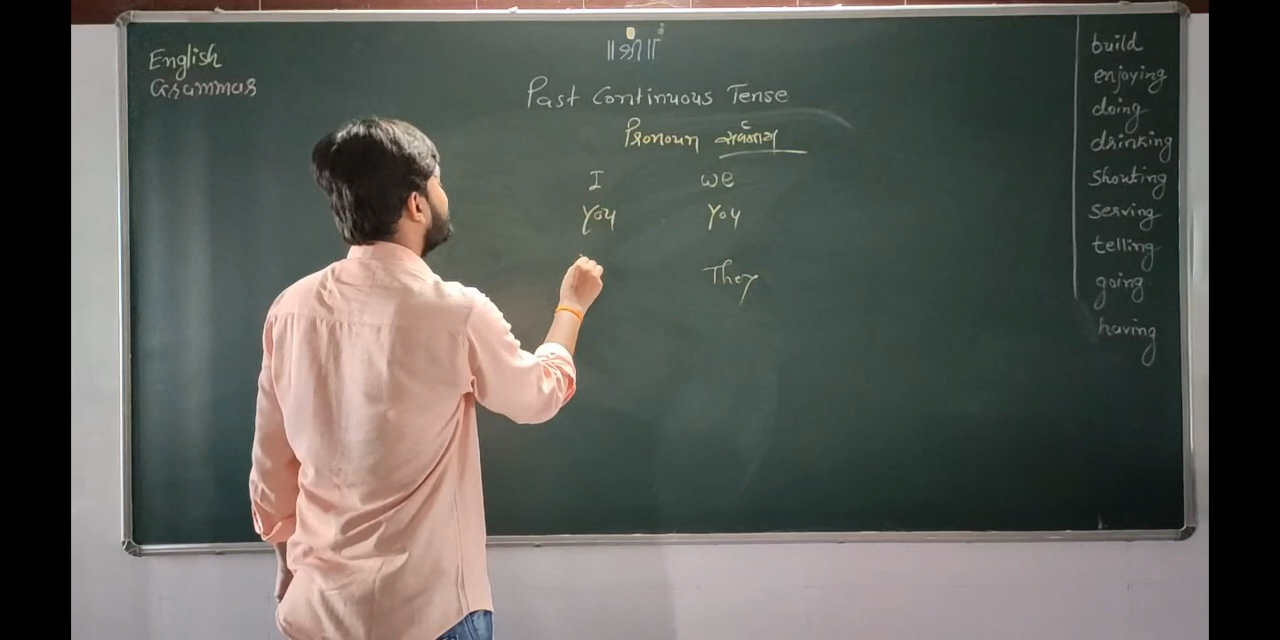 English
Grammar
॥श्री॥
Past Continuous Tense
Pronoun सर्वनाम
I we
You You
They
build
enjoying
doing
drinking
shouting
serving
telling
going
having